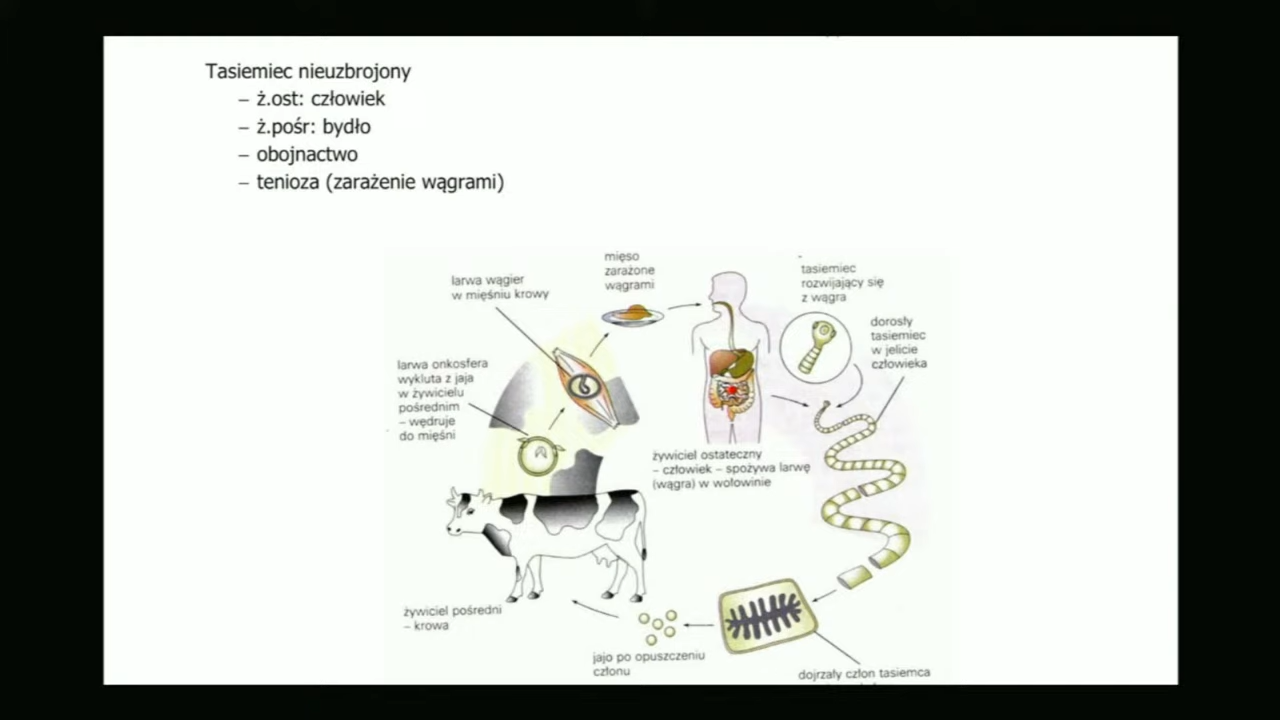 Tasiemiec nieuzbrojony
– ż.ost: człowiek
– ż.pośr: bydło
– obojnactwo
– tenioza (zarażenie wągrami)
mięso
zarażone
wągrami
larwa wągier
w mięśniu krowy
tasiemiec
rozwijający się
z wągra
dorosły
tasiemiec
w jelicie
człowieka
larwa onkosfera
wykluta z jaja
w żywicielu
pośrednim
– wędruje
do mięśni
żywiciel ostateczny
– człowiek – spożywa larwę
(wągra) w wołowinie
żywiciel pośredni
– krowa
jajo po opuszczeniu
członu
dojrzały człon tasiemca